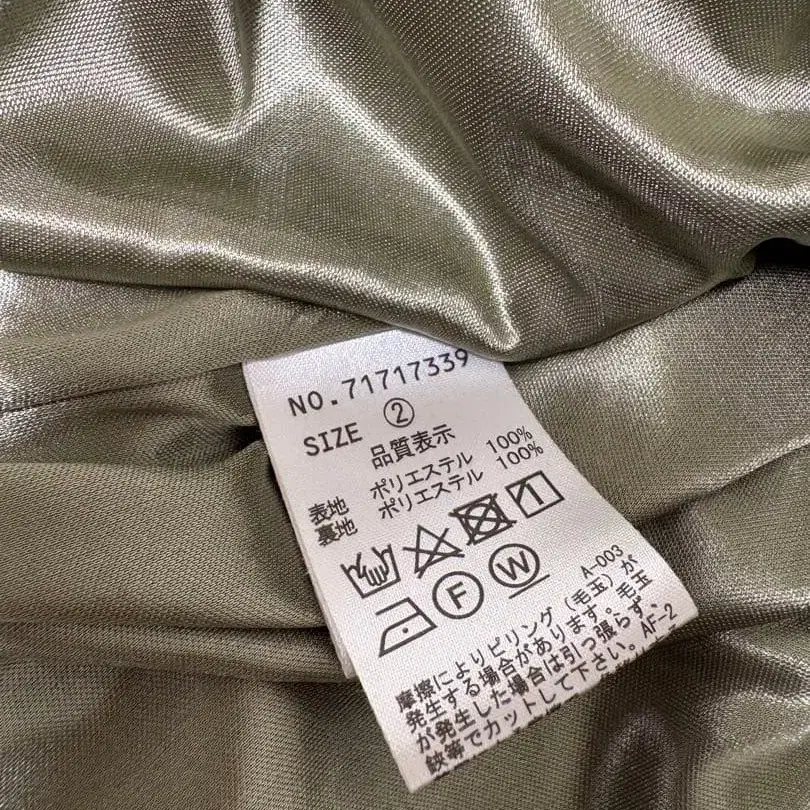 NO.71717339
SIZE ②
品質表示
表地 ポリエステル 100%
裏地 ポリエステル 100%
F W
A-003
摩擦によりピリング(毛玉)が
発生する場合があります。毛玉
が発生した場合は引っ張らず、
鋏等でカットして下さい。AF-2